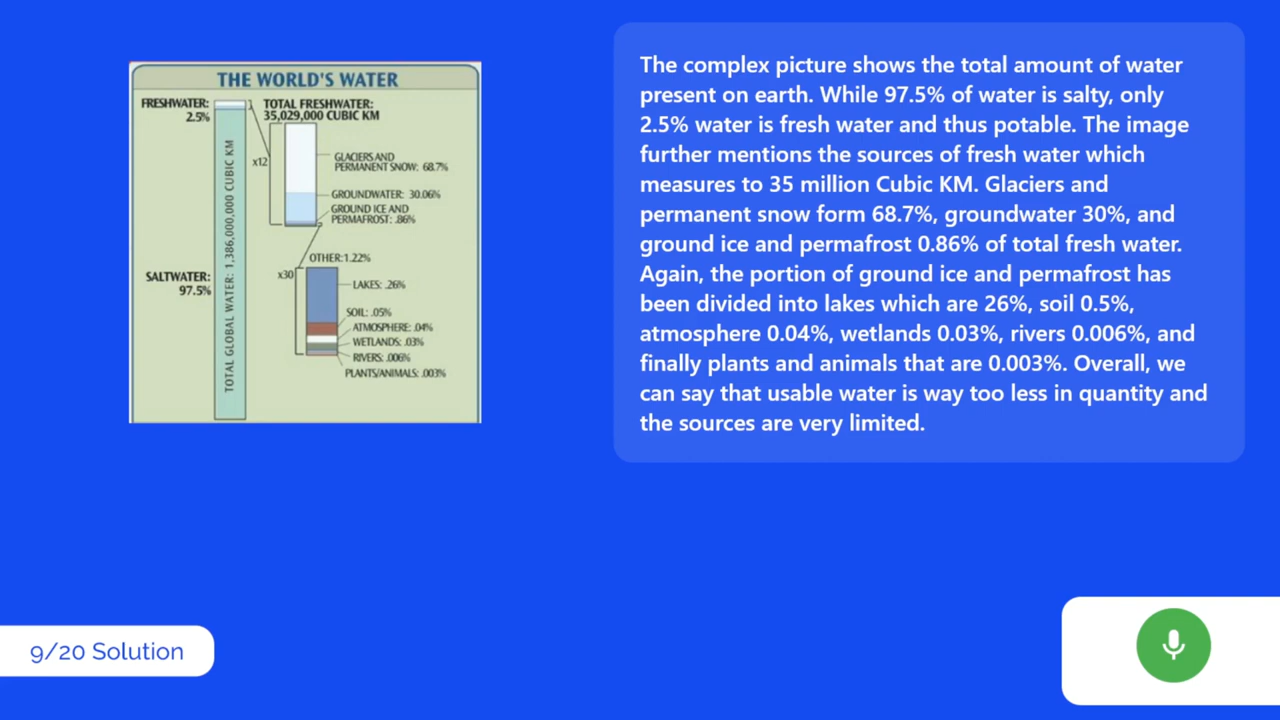 THE WORLD'S WATER
FRESHWATER:
2.5%
TOTAL FRESHWATER:
35,029,000 CUBIC KM
x12
GLACIERS AND
PERMANENT SNOW: 68.7%
GROUNDWATER: 30.06%
GROUND ICE AND
PERMAFROST: .86%
TOTAL GLOBAL WATER: 1,386,000,000 CUBIC KM
SALTWATER:
97.5%
OTHER:1.22%
x30
LAKES: .26%
SOIL: .05%
ATMOSPHERE: .04%
WETLANDS: .03%
RIVERS: .006%
PLANTS/ANIMALS: .003%
The complex picture shows the total amount of water
present on earth. While 97.5% of water is salty, only
2.5% water is fresh water and thus potable. The image
further mentions the sources of fresh water which
measures to 35 million Cubic KM. Glaciers and
permanent snow form 68.7%, groundwater 30%, and
ground ice and permafrost 0.86% of total fresh water.
Again, the portion of ground ice and permafrost has
been divided into lakes which are 26%, soil 0.5%,
atmosphere 0.04%, wetlands 0.03%, rivers 0.006%, and
finally plants and animals that are 0.003%. Overall, we
can say that usable water is way too less in quantity and
the sources are very limited.
9/20 Solution